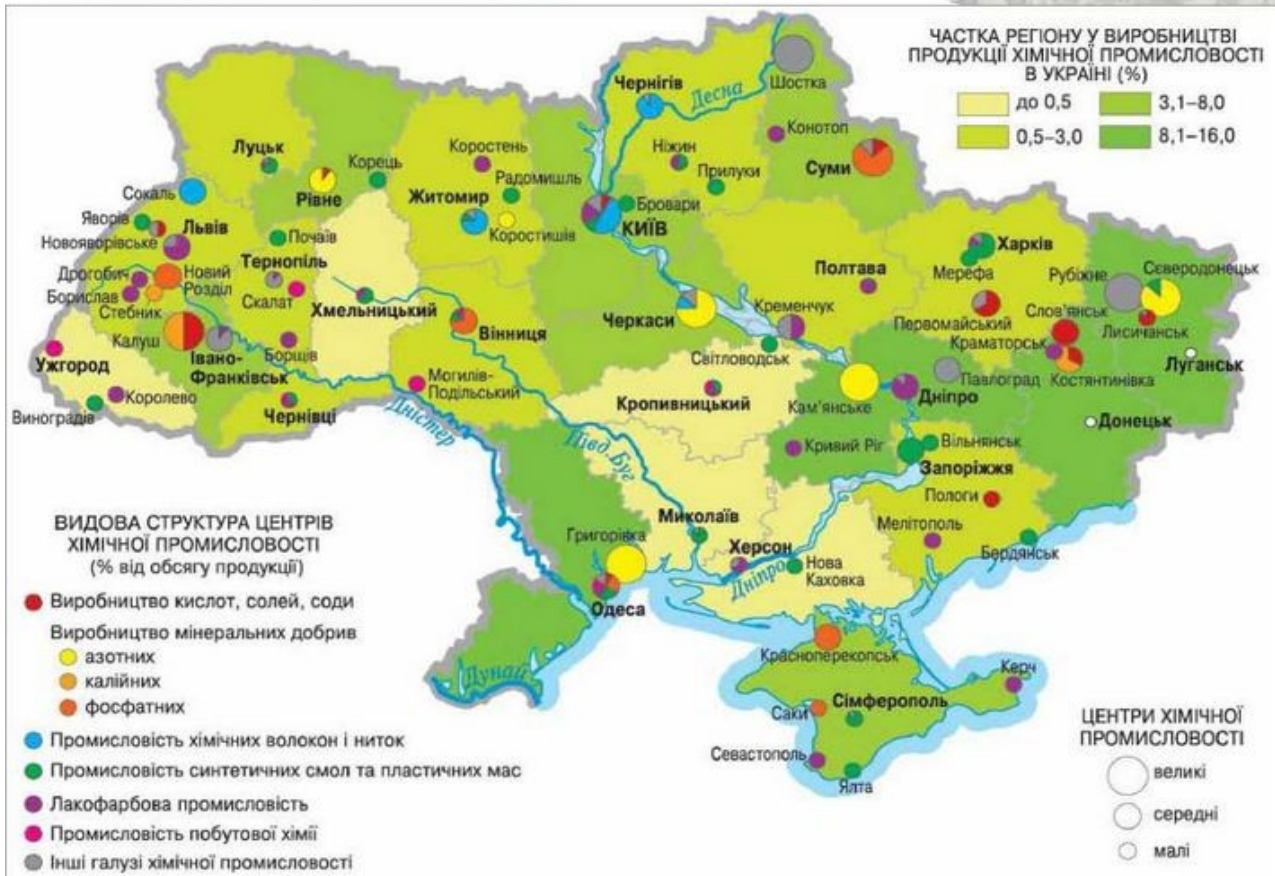 ЧАСТКА РЕГІОНУ У ВИРОБНИЦТВІ
ПРОДУКЦІЇ ХІМІЧНОЇ ПРОМИСЛОВОСТІ
В УКРАЇНІ (%)
до 0,5
3,1–8,0
0,5–3,0
8,1–16,0
Шостка
Чернігів
Десна
Конотоп
Суми
Ніжин
Прилуки
Луцьк
Корець
Коростень
Радомишль
Рівне
Житомир
Коростишів
Бровари
КИЇВ
Сокаль
Яворів
Новояворівське
Львів
Почаїв
Тернопіль
Дрогобич
Борислав
Новий
Розділ
Стебник
Скалат
Хмельницький
Вінниця
Калуш
Івано-
Франківськ
Борщів
Ужгород
Королево
Виноградів
Чернівці
Могилів-
Подільський
Дністер
Півд. Буг
Черкаси
Полтава
Кременчук
Світловодськ
Кропивницький
Харків
Мерефа
Рубіжне
Сєверодонецьк
Первомайський
Слов'янськ
Лисичанськ
Краматорськ
Костянтинівка
Луганськ
Павлоград
Кам'янське
Дніпро
Донецьк
Кривий Ріг
Вільнянськ
Запоріжжя
Пологи
Мелітополь
Бердянськ
Миколаїв
Григорівка
Херсон
Нова
Каховка
Дніпро
Одеса
Дунай
Красноперекопськ
Керч
Саки
Сімферополь
Севастополь
Ялта
ВИДОВА СТРУКТУРА ЦЕНТРІВ
ХІМІЧНОЇ ПРОМИСЛОВОСТІ
(% від обсягу продукції)
Виробництво кислот, солей, соди
Виробництво мінеральних добрив
азотних
калійних
фосфатних
Промисловість хімічних волокон і ниток
Промисловість синтетичних смол та пластичних мас
Лакофарбова промисловість
Промисловість побутової хімії
Інші галузі хімічної промисловості
ЦЕНТРИ ХІМІЧНОЇ
ПРОМИСЛОВОСТІ
великі
середні
малі